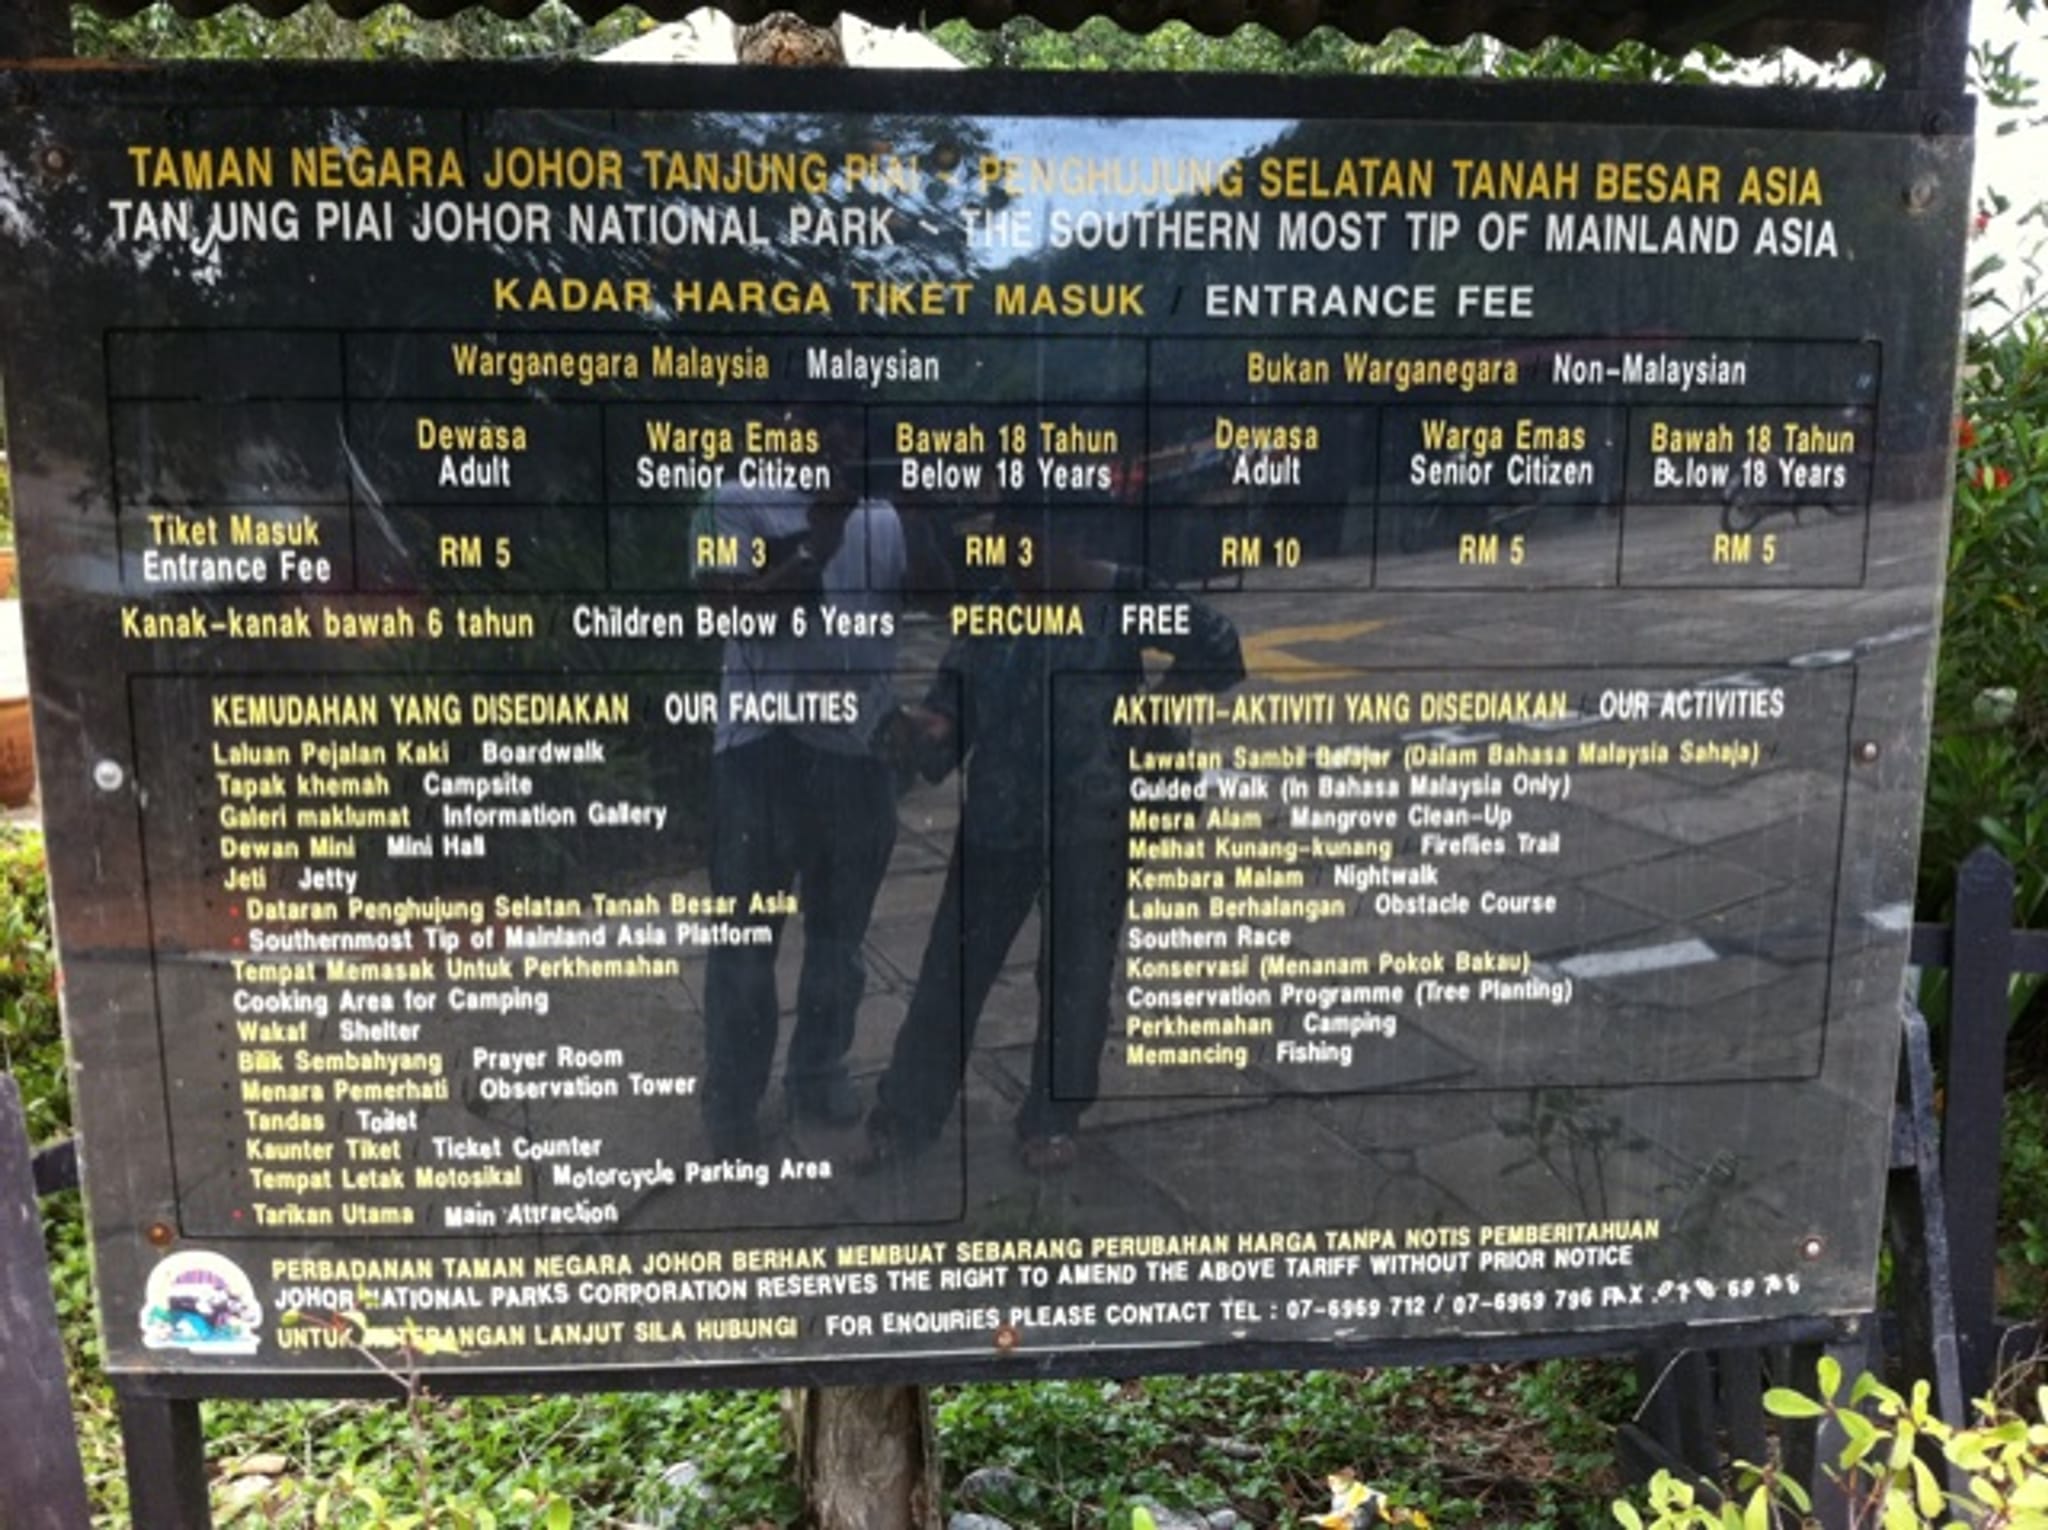 TAMAN NEGARA JOHOR TANJUNG PIAI - PENGHUJUNG SELATAN TANAH BESAR ASIA
TANJUNG PIAI JOHOR NATIONAL PARK - THE SOUTHERN MOST TIP OF MAINLAND ASIA
KADAR HARGA TIKET MASUK / ENTRANCE FEE
Warganegara Malaysia / Malaysian
Bukan Warganegara / Non-Malaysian
Dewasa Warga Emas Bawah 18 Tahun Dewasa Warga Emas Bawah 18 Tahun
Adult Senior Citizen Below 18 Years Adult Senior Citizen Below 18 Years
Tiket Masuk
Entrance Fee
RM 5 RM 3 RM 3 RM 10 RM 5 RM 5
Kanak-kanak bawah 6 tahun / Children Below 6 Years PERCUMA / FREE
KEMUDAHAN YANG DISEDIAKAN / OUR FACILITIES
Laluan Pejalan Kaki / Boardwalk
Tapak khemah / Campsite
Galeri maklumat / Information Gallery
Dewan Mini / Mini Hall
Jeti / Jetty
• Dataran Penghujung Selatan Tanah Besar Asia
• Southernmost Tip of Mainland Asia Platform
Tempat Memasak Untuk Perkhemahan
Cooking Area for Camping
Wakaf / Shelter
Bilik Sembahyang / Prayer Room
Menara Pemerhati / Observation Tower
Tandas / Toilet
Kaunter Tiket / Ticket Counter
Tempat Letak Motosikal / Motorcycle Parking Area
• Tarikan Utama / Main Attraction
AKTIVITI-AKTIVITI YANG DISEDIAKAN / OUR ACTIVITIES
Lawatan Sambil Belajar (Dalam Bahasa Malaysia Sahaja) /
Guided Walk (In Bahasa Malaysia Only)
Mesra Alam / Mangrove Clean-Up
Melihat Kunang-kunang / Fireflies Trail
Kembara Malam / Nightwalk
Laluan Berhalangan / Obstacle Course
Southern Race
Konservasi (Menanam Pokok Bakau)
Conservation Programme (Tree Planting)
Perkhemahan / Camping
Memancing / Fishing
PERBADANAN TAMAN NEGARA JOHOR BERHAK MEMBUAT SEBARANG PERUBAHAN HARGA TANPA NOTIS PEMBERITAHUAN
JOHOR NATIONAL PARKS CORPORATION RESERVES THE RIGHT TO AMEND THE ABOVE TARIFF WITHOUT PRIOR NOTICE
UNTUK KETERANGAN LANJUT SILA HUBUNGI / FOR ENQUIRIES PLEASE CONTACT TEL : 07-6969 712 / 07-6969 796 FAX